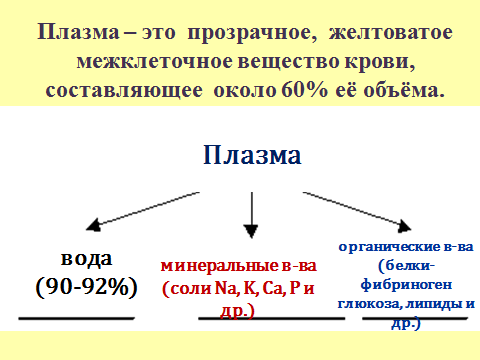 Плазма – это прозрачное, желтоватое
межклеточное вещество крови,
составляющее около 60% её объёма.
Плазма
вода
(90-92%)
минеральные в-ва
(соли Na, K, Ca, P и
др.)
органические в-ва
(белки-
фибриноген
глюкоза, липиды и
др.)